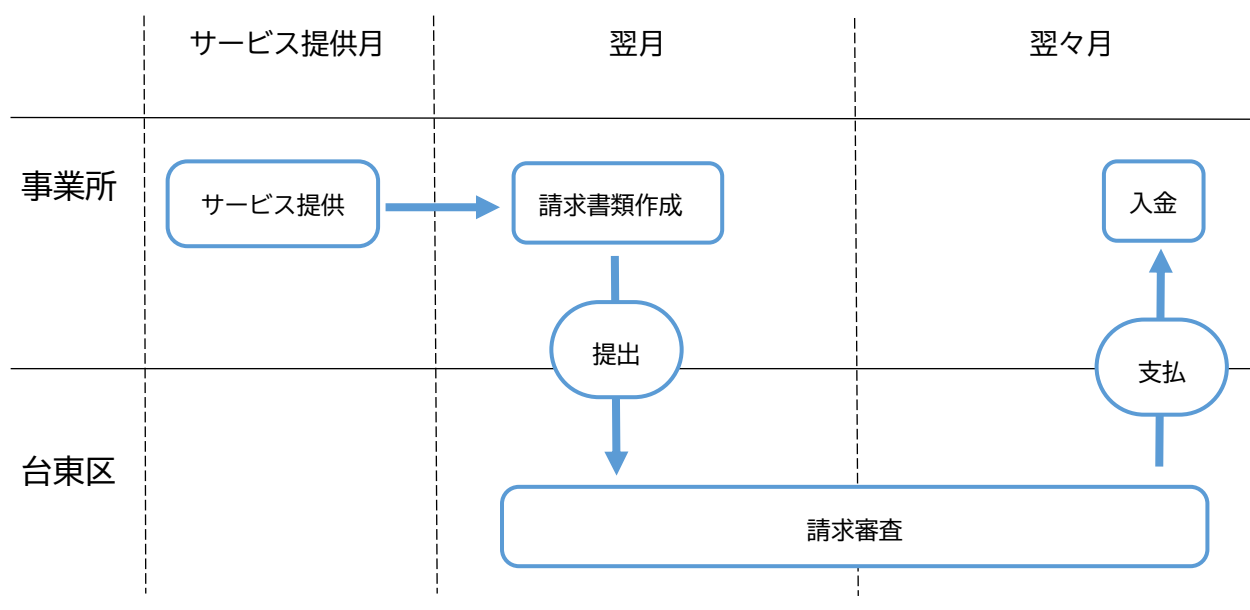 サービス提供月
翌月
翌々月
事業所
サービス提供
請求書類作成
入金
提出
支払
台東区
請求審査